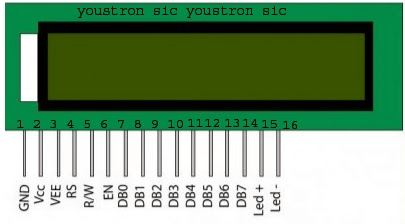 youstron sic youstron sic
1 2 3 4 5 6 7 8 9 10 11 12 13 14 15 16
GND Vcc VEE RS R/W EN DB0 DB1 DB2 DB3 DB4 DB5 DB6 DB7 Led + Led -